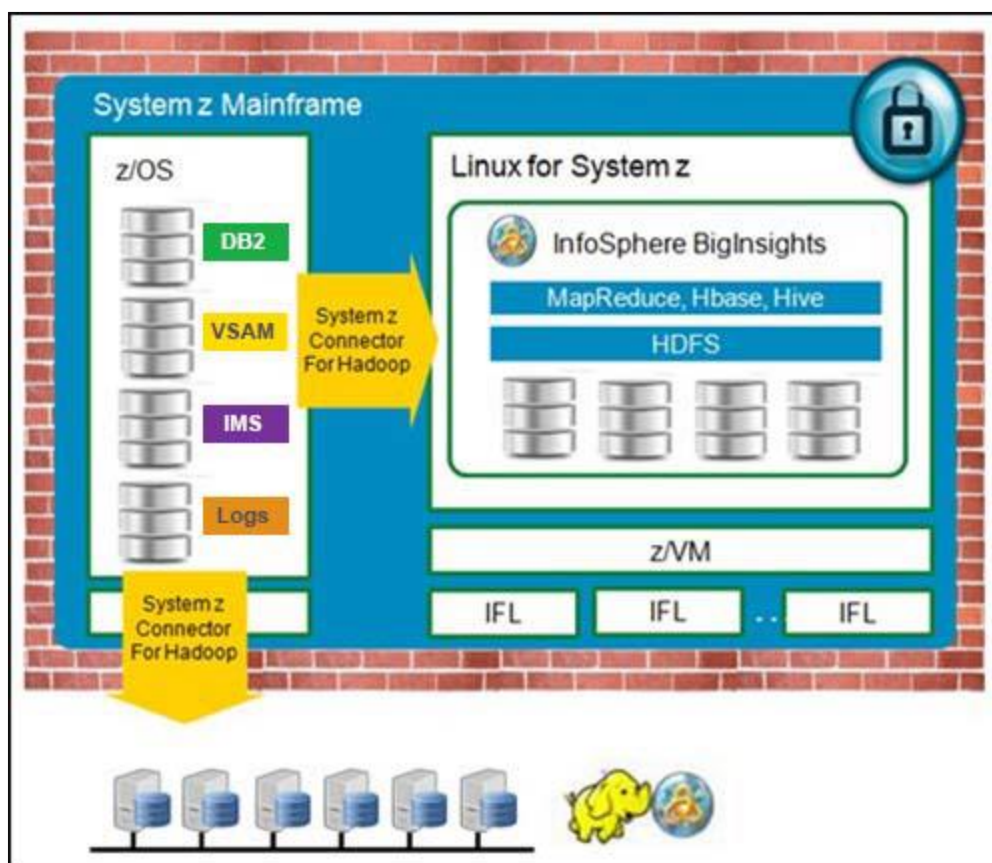 System z Mainframe
z/OS
DB2
VSAM
IMS
Logs
System z
Connector
For Hadoop
Linux for System z
InfoSphere BigInsights
MapReduce, Hbase, Hive
HDFS
z/VM
IFL
IFL
..
IFL
System z
Connector
For Hadoop